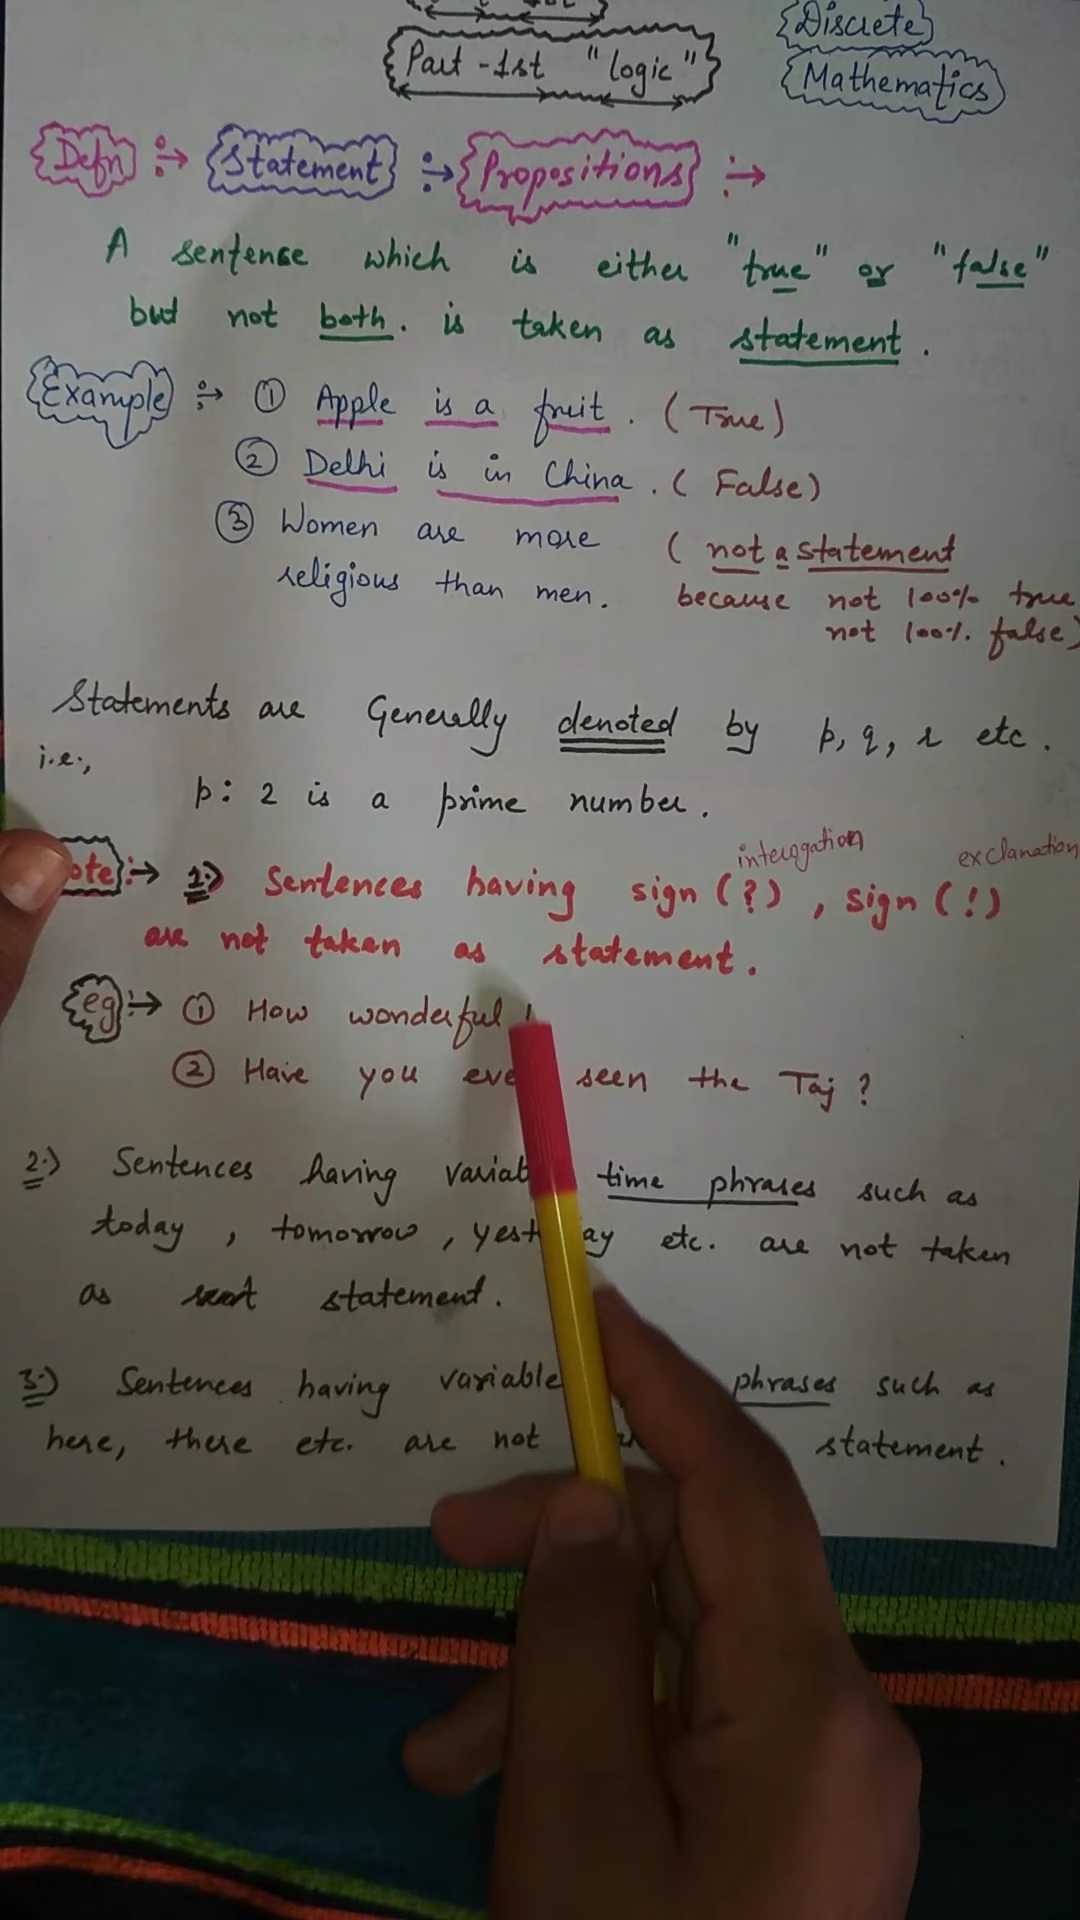 Part - 1st "logic"
Discrete
Mathematics
Defn Statement Propositions
A sentence which is either "true" or "false"
but not both. is taken as statement.
Example ① Apple is a fruit. (True)
② Delhi is in China. (False)
③ Women are more
religious than men.
(not a statement
because not 100% true
not 100% false)
Statements are Generally denoted by p, q, r etc.
i.e.,
p: 2 is a prime number.
interogation exclanation
1.) Sentences having sign (?), sign (!)
are not taken as statement.
eg:→ ① How wonderful !
② Have you seen the Taj ?
2.) Sentences having time phrases such as
today, tomorrow, etc. are not taken
as statement.
3.) Sentences having variable phrases such as
here, there etc. are not statement.